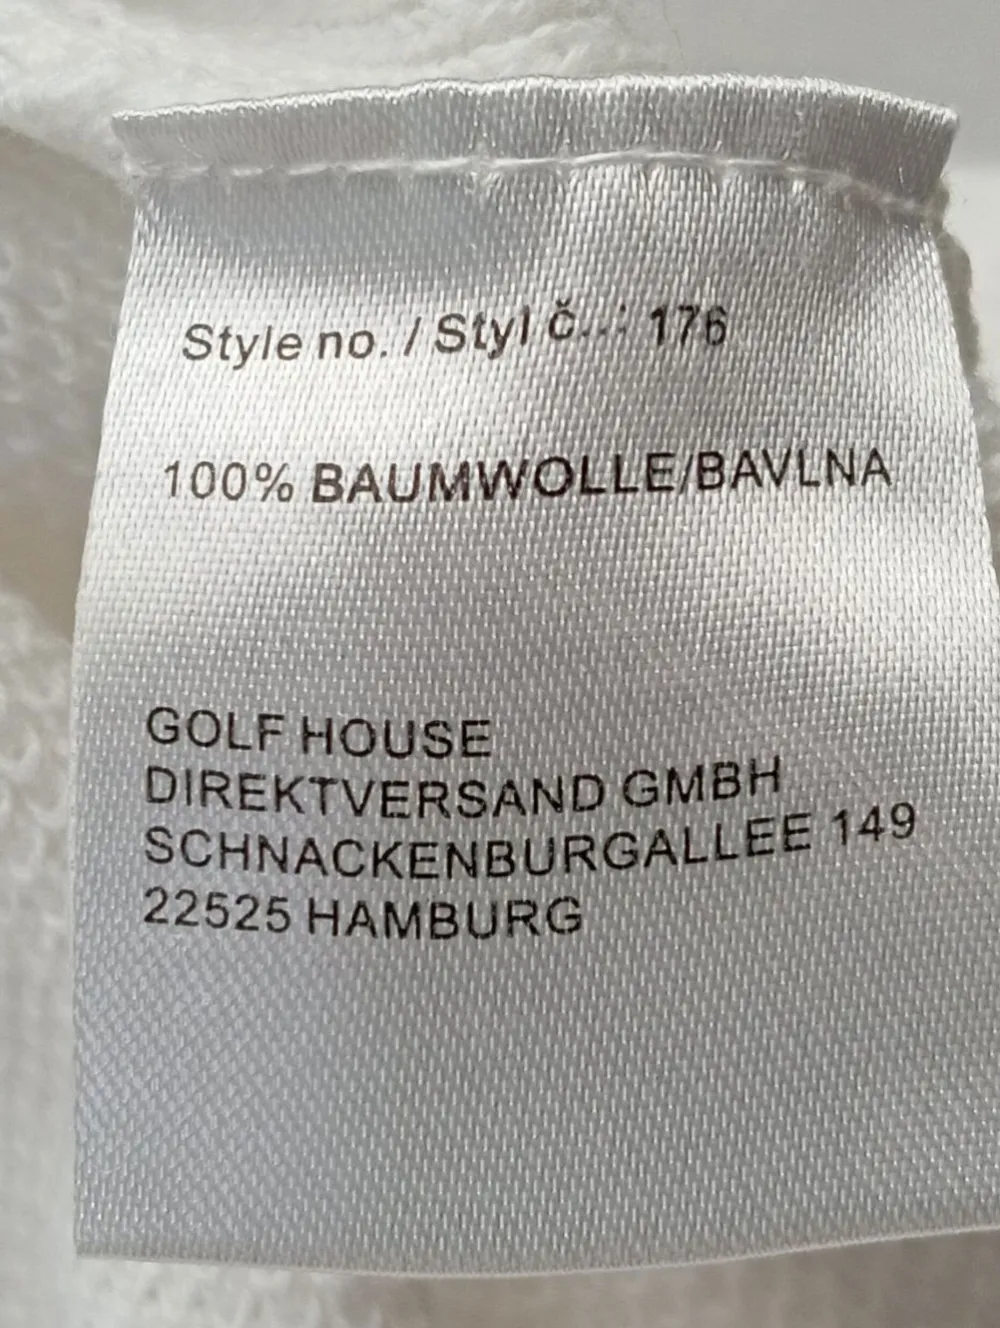 Style no. / Styl č..: 176
100% BAUMWOLLE/BAVLNA
GOLF HOUSE
DIREKTVERSAND GMBH
SCHNACKENBURGALLEE 149
22525 HAMBURG